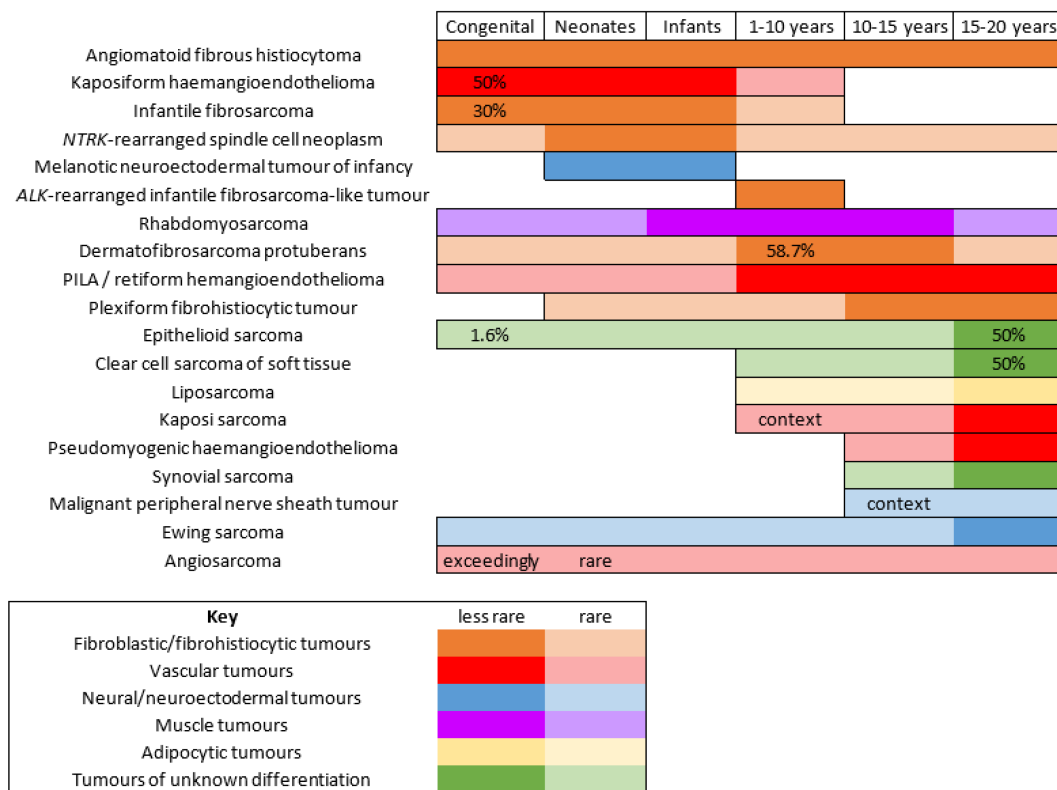 Congenital Neonates Infants 1-10 years 10-15 years 15-20 years
Angiomatoid fibrous histiocytoma
Kaposiform haemangioendothelioma 50%
Infantile fibrosarcoma 30%
NTRK-rearranged spindle cell neoplasm
Melanotic neuroectodermal tumour of infancy
ALK-rearranged infantile fibrosarcoma-like tumour
Rhabdomyosarcoma
Dermatofibrosarcoma protuberans 58.7%
PILA / retiform hemangioendothelioma
Plexiform fibrohistiocytic tumour
Epithelioid sarcoma 1.6% 50%
Clear cell sarcoma of soft tissue 50%
Liposarcoma
Kaposi sarcoma context
Pseudomyogenic haemangioendothelioma
Synovial sarcoma
Malignant peripheral nerve sheath tumour context
Ewing sarcoma
Angiosarcoma exceedingly rare
Key less rare rare
Fibroblastic/fibrohistiocytic tumours
Vascular tumours
Neural/neuroectodermal tumours
Muscle tumours
Adipocytic tumours
Tumours of unknown differentiation